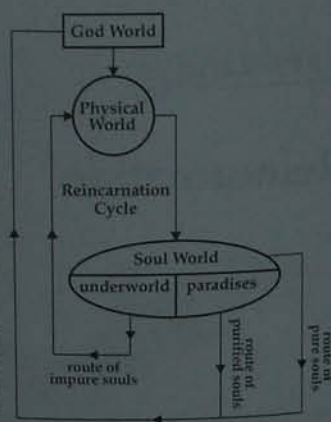 God World
Physical
World
Reincarnation
Cycle
Soul World
underworld
paradises
route of
impure souls
route of
purified souls
route of
pure souls